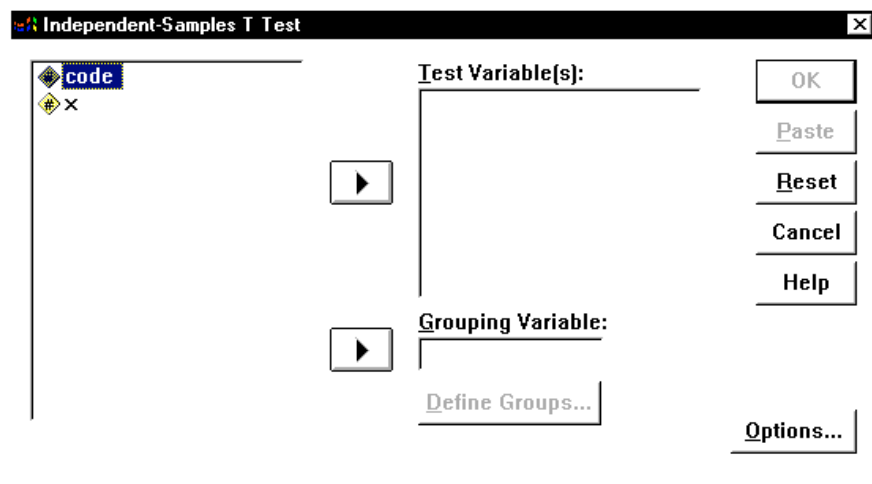 Independent-Samples T Test
code
x
Test Variable(s):
Grouping Variable:
Define Groups...
OK
Paste
Reset
Cancel
Help
Options...